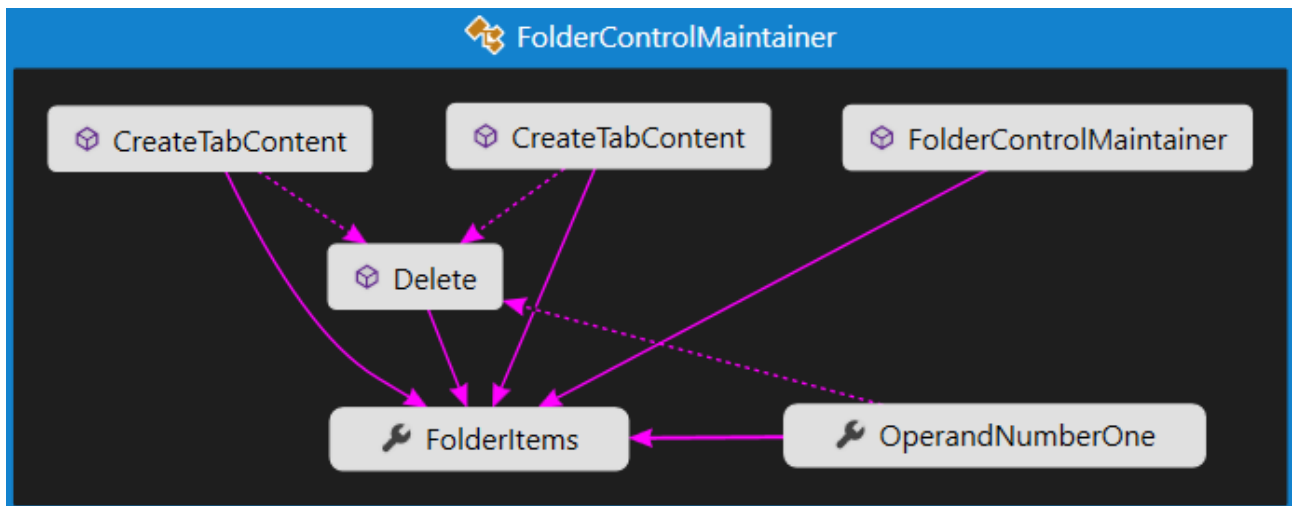 FolderControlMaintainer
CreateTabContent
CreateTabContent
FolderControlMaintainer
Delete
FolderItems
OperandNumberOne